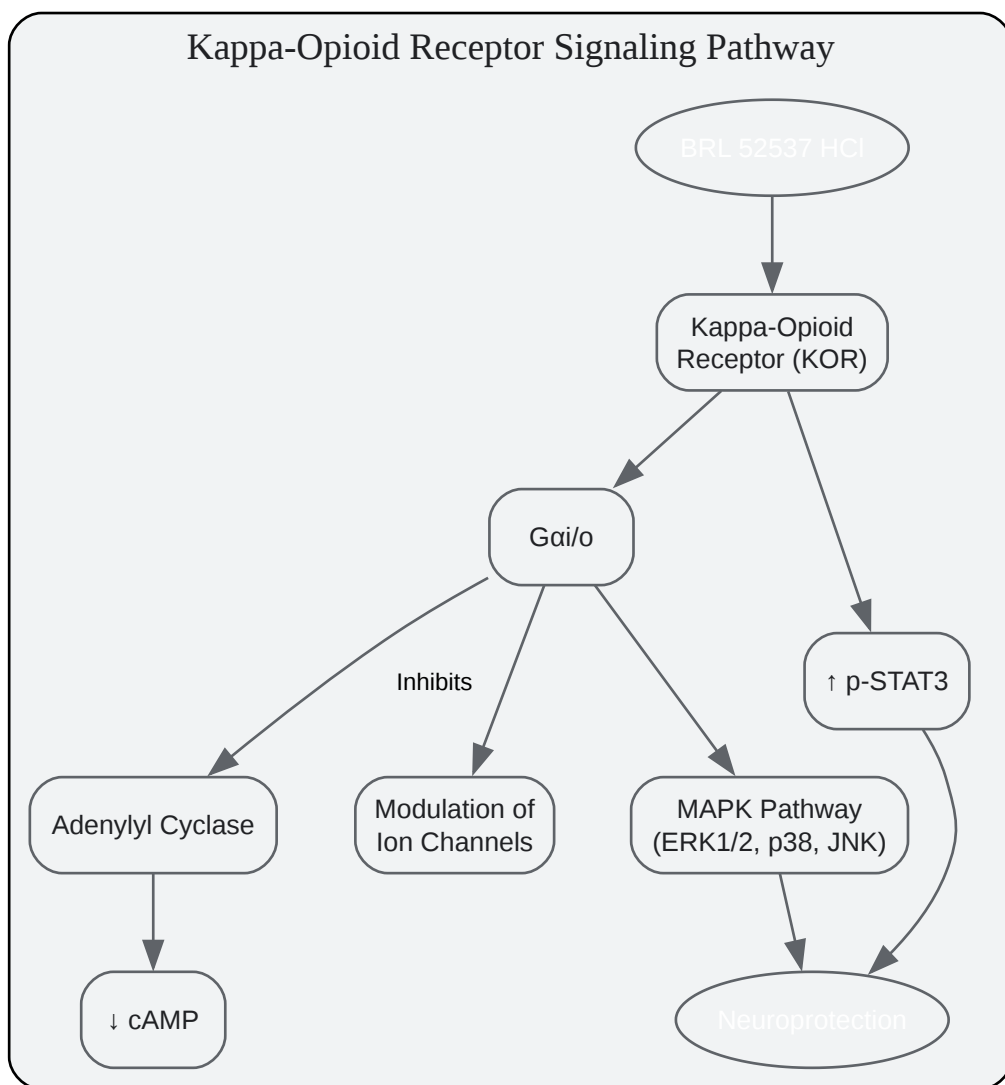 Kappa-Opioid Receptor Signaling Pathway
BRL 52537 HCl
Kappa-Opioid
Receptor (KOR)
Gαi/o
Inhibits
↑ p-STAT3
Adenylyl Cyclase
Modulation of
Ion Channels
MAPK Pathway
(ERK1/2, p38, JNK)
↓ cAMP
Neuroprotection